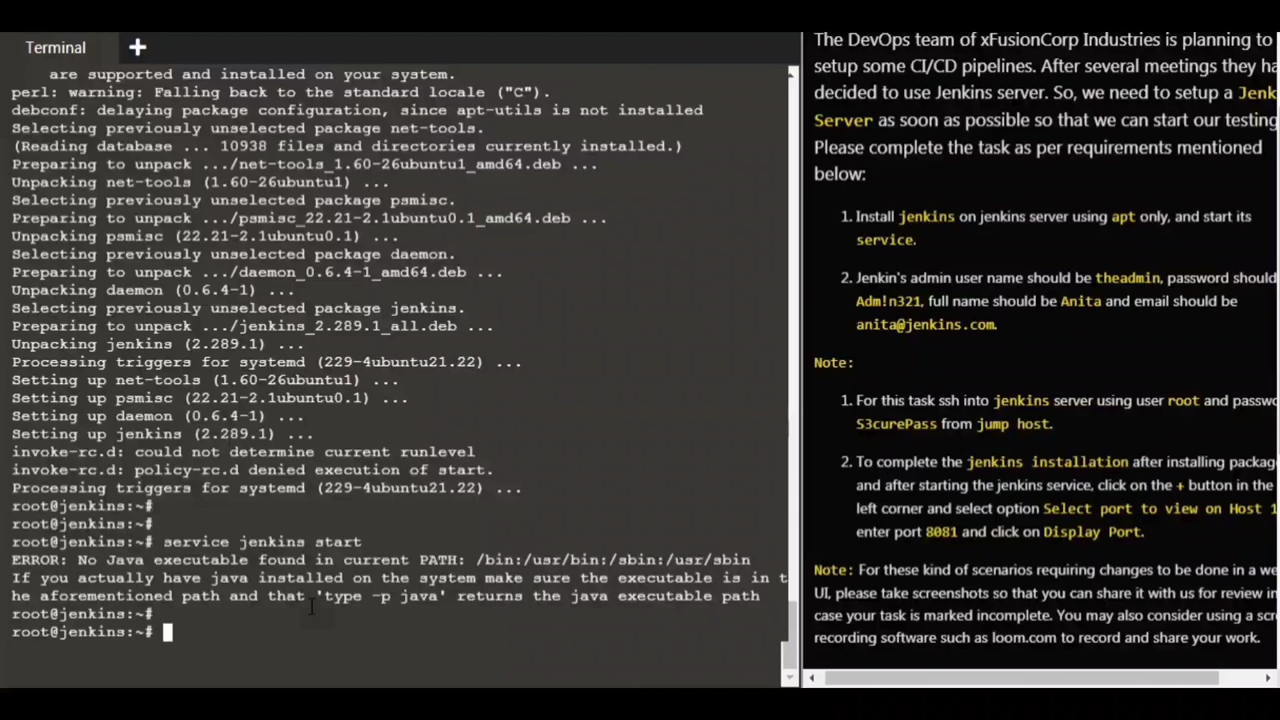 Terminal
+
are supported and installed on your system.
perl: warning: Falling back to the standard locale ("C").
debconf: delaying package configuration, since apt-utils is not installed
Selecting previously unselected package net-tools.
(Reading database ... 10938 files and directories currently installed.)
Preparing to unpack .../net-tools_1.60-26ubuntu1_amd64.deb ...
Unpacking net-tools (1.60-26ubuntu1) ...
Selecting previously unselected package psmisc.
Preparing to unpack .../psmisc_22.21-2.1ubuntu0.1_amd64.deb ...
Unpacking psmisc (22.21-2.1ubuntu0.1) ...
Selecting previously unselected package daemon.
Preparing to unpack .../daemon_0.6.4-1_amd64.deb ...
Unpacking daemon (0.6.4-1) ...
Selecting previously unselected package jenkins.
Preparing to unpack .../jenkins_2.289.1_all.deb ...
Unpacking jenkins (2.289.1) ...
Processing triggers for systemd (229-4ubuntu21.22) ...
Setting up net-tools (1.60-26ubuntu1) ...
Setting up psmisc (22.21-2.1ubuntu0.1) ...
Setting up daemon (0.6.4-1) ...
Setting up jenkins (2.289.1) ...
invoke-rc.d: could not determine current runlevel
invoke-rc.d: policy-rc.d denied execution of start.
Processing triggers for systemd (229-4ubuntu21.22) ...
root@jenkins:~#
root@jenkins:~#
root@jenkins:~# service jenkins start
ERROR: No Java executable found in current PATH: /bin:/usr/bin:/sbin:/usr/sbin
If you actually have java installed on the system make sure the executable is in t
he aforementioned path and that 'type -p java' returns the java executable path
root@jenkins:~#
root@jenkins:~#
The DevOps team of xFusionCorp Industries is planning to
setup some CI/CD pipelines. After several meetings they ha
decided to use Jenkins server. So, we need to setup a Jenk
Server as soon as possible so that we can start our testing
Please complete the task as per requirements mentioned
below:
1. Install jenkins on jenkins server using apt only, and start its
service.
2. Jenkin's admin user name should be theadmin, password should
Adm!n321, full name should be Anita and email should be
anita@jenkins.com.
Note:
1. For this task ssh into jenkins server using user root and passwo
S3curePass from jump host.
2. To complete the jenkins installation after installing packag
and after starting the jenkins service, click on the + button in the
left corner and select option Select port to view on Host 1
enter port 8081 and click on Display Port.
Note: For these kind of scenarios requiring changes to be done in a we
UI, please take screenshots so that you can share it with us for review in
case your task is marked incomplete. You may also consider using a scr
recording software such as loom.com to record and share your work.